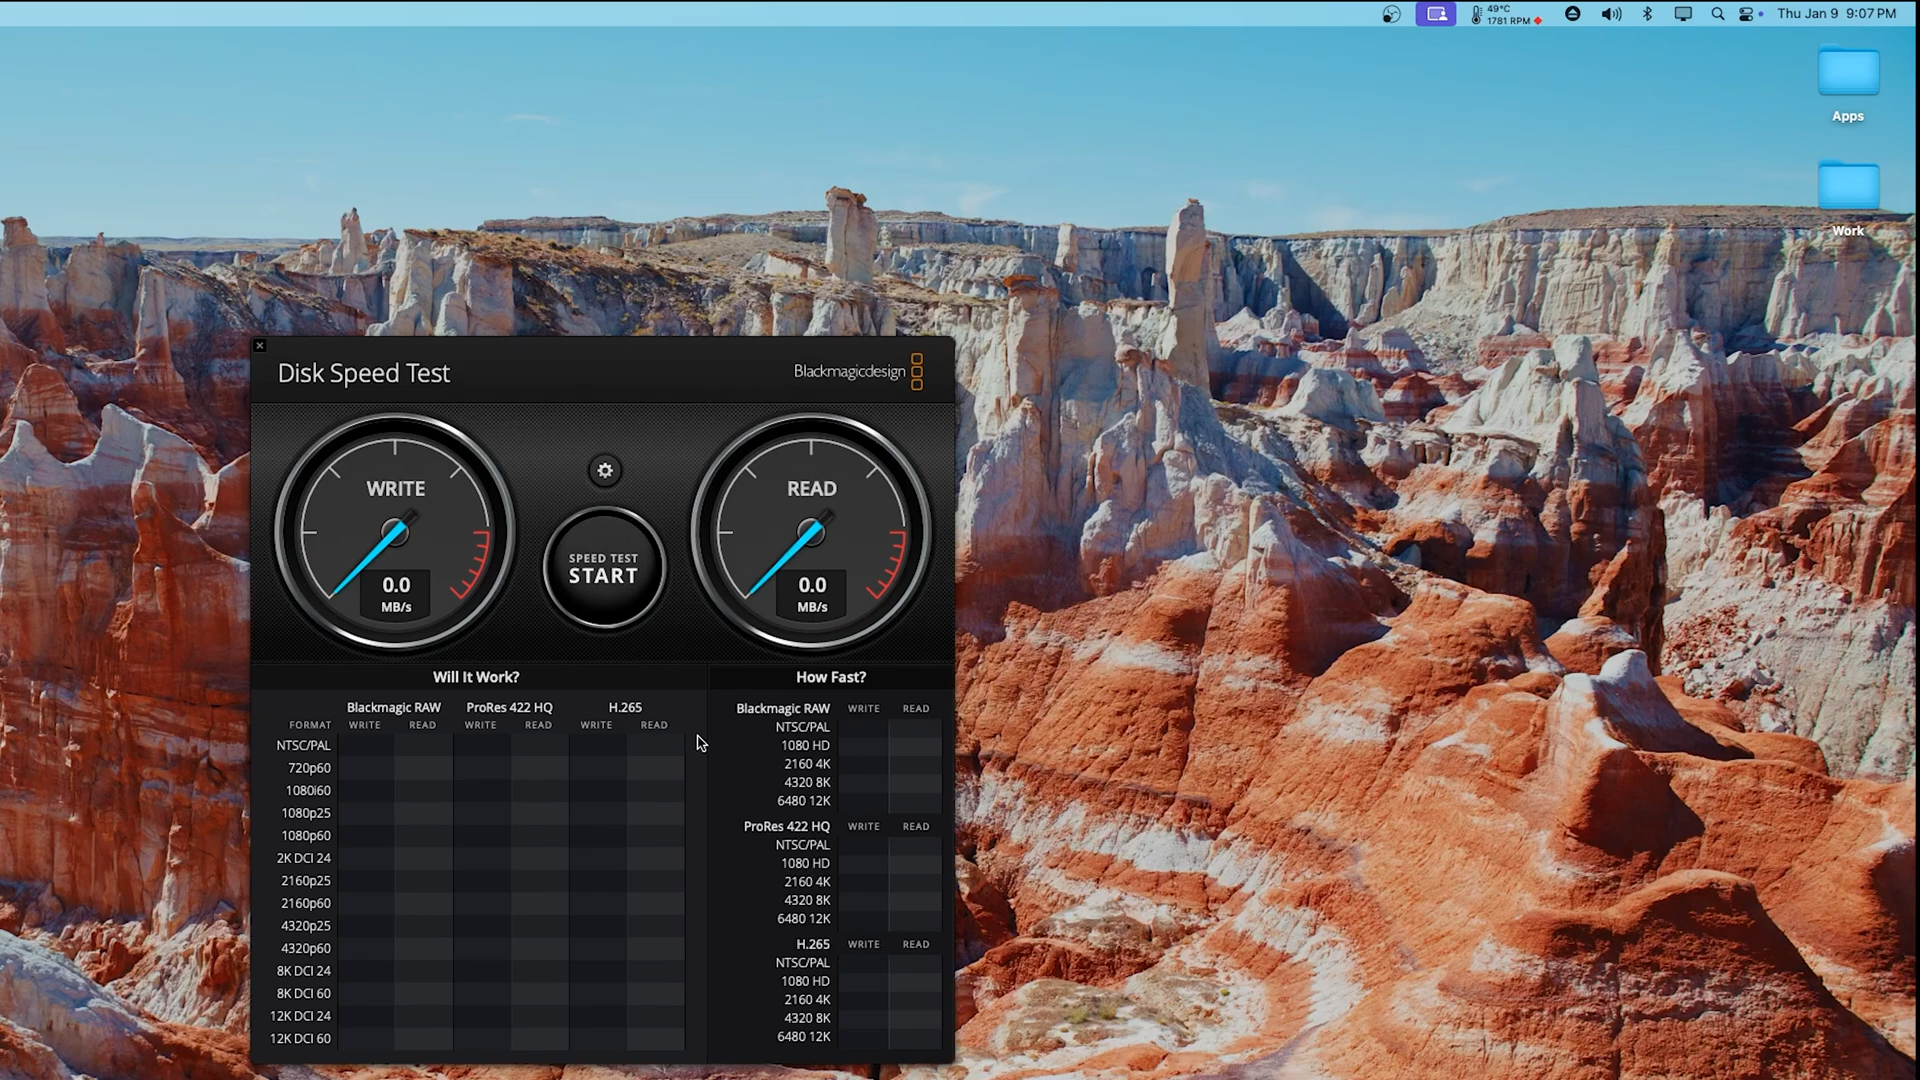 49°C
1781 RPM
Thu Jan 9 9:07 PM
Apps
Work
Disk Speed Test
Blackmagicdesign
WRITE
0.0
MB/s
SPEED TEST
START
READ
0.0
MB/s
Will It Work?
Blackmagic RAW ProRes 422 HQ H.265
FORMAT WRITE READ WRITE READ WRITE READ
NTSC/PAL
720p60
1080i60
1080p25
1080p60
2K DCI 24
2160p25
2160p60
4320p25
4320p60
8K DCI 24
8K DCI 60
12K DCI 24
12K DCI 60
How Fast?
Blackmagic RAW WRITE READ
NTSC/PAL
1080 HD
2160 4K
4320 8K
6480 12K
ProRes 422 HQ WRITE READ
NTSC/PAL
1080 HD
2160 4K
4320 8K
6480 12K
H.265 WRITE READ
NTSC/PAL
1080 HD
2160 4K
4320 8K
6480 12K